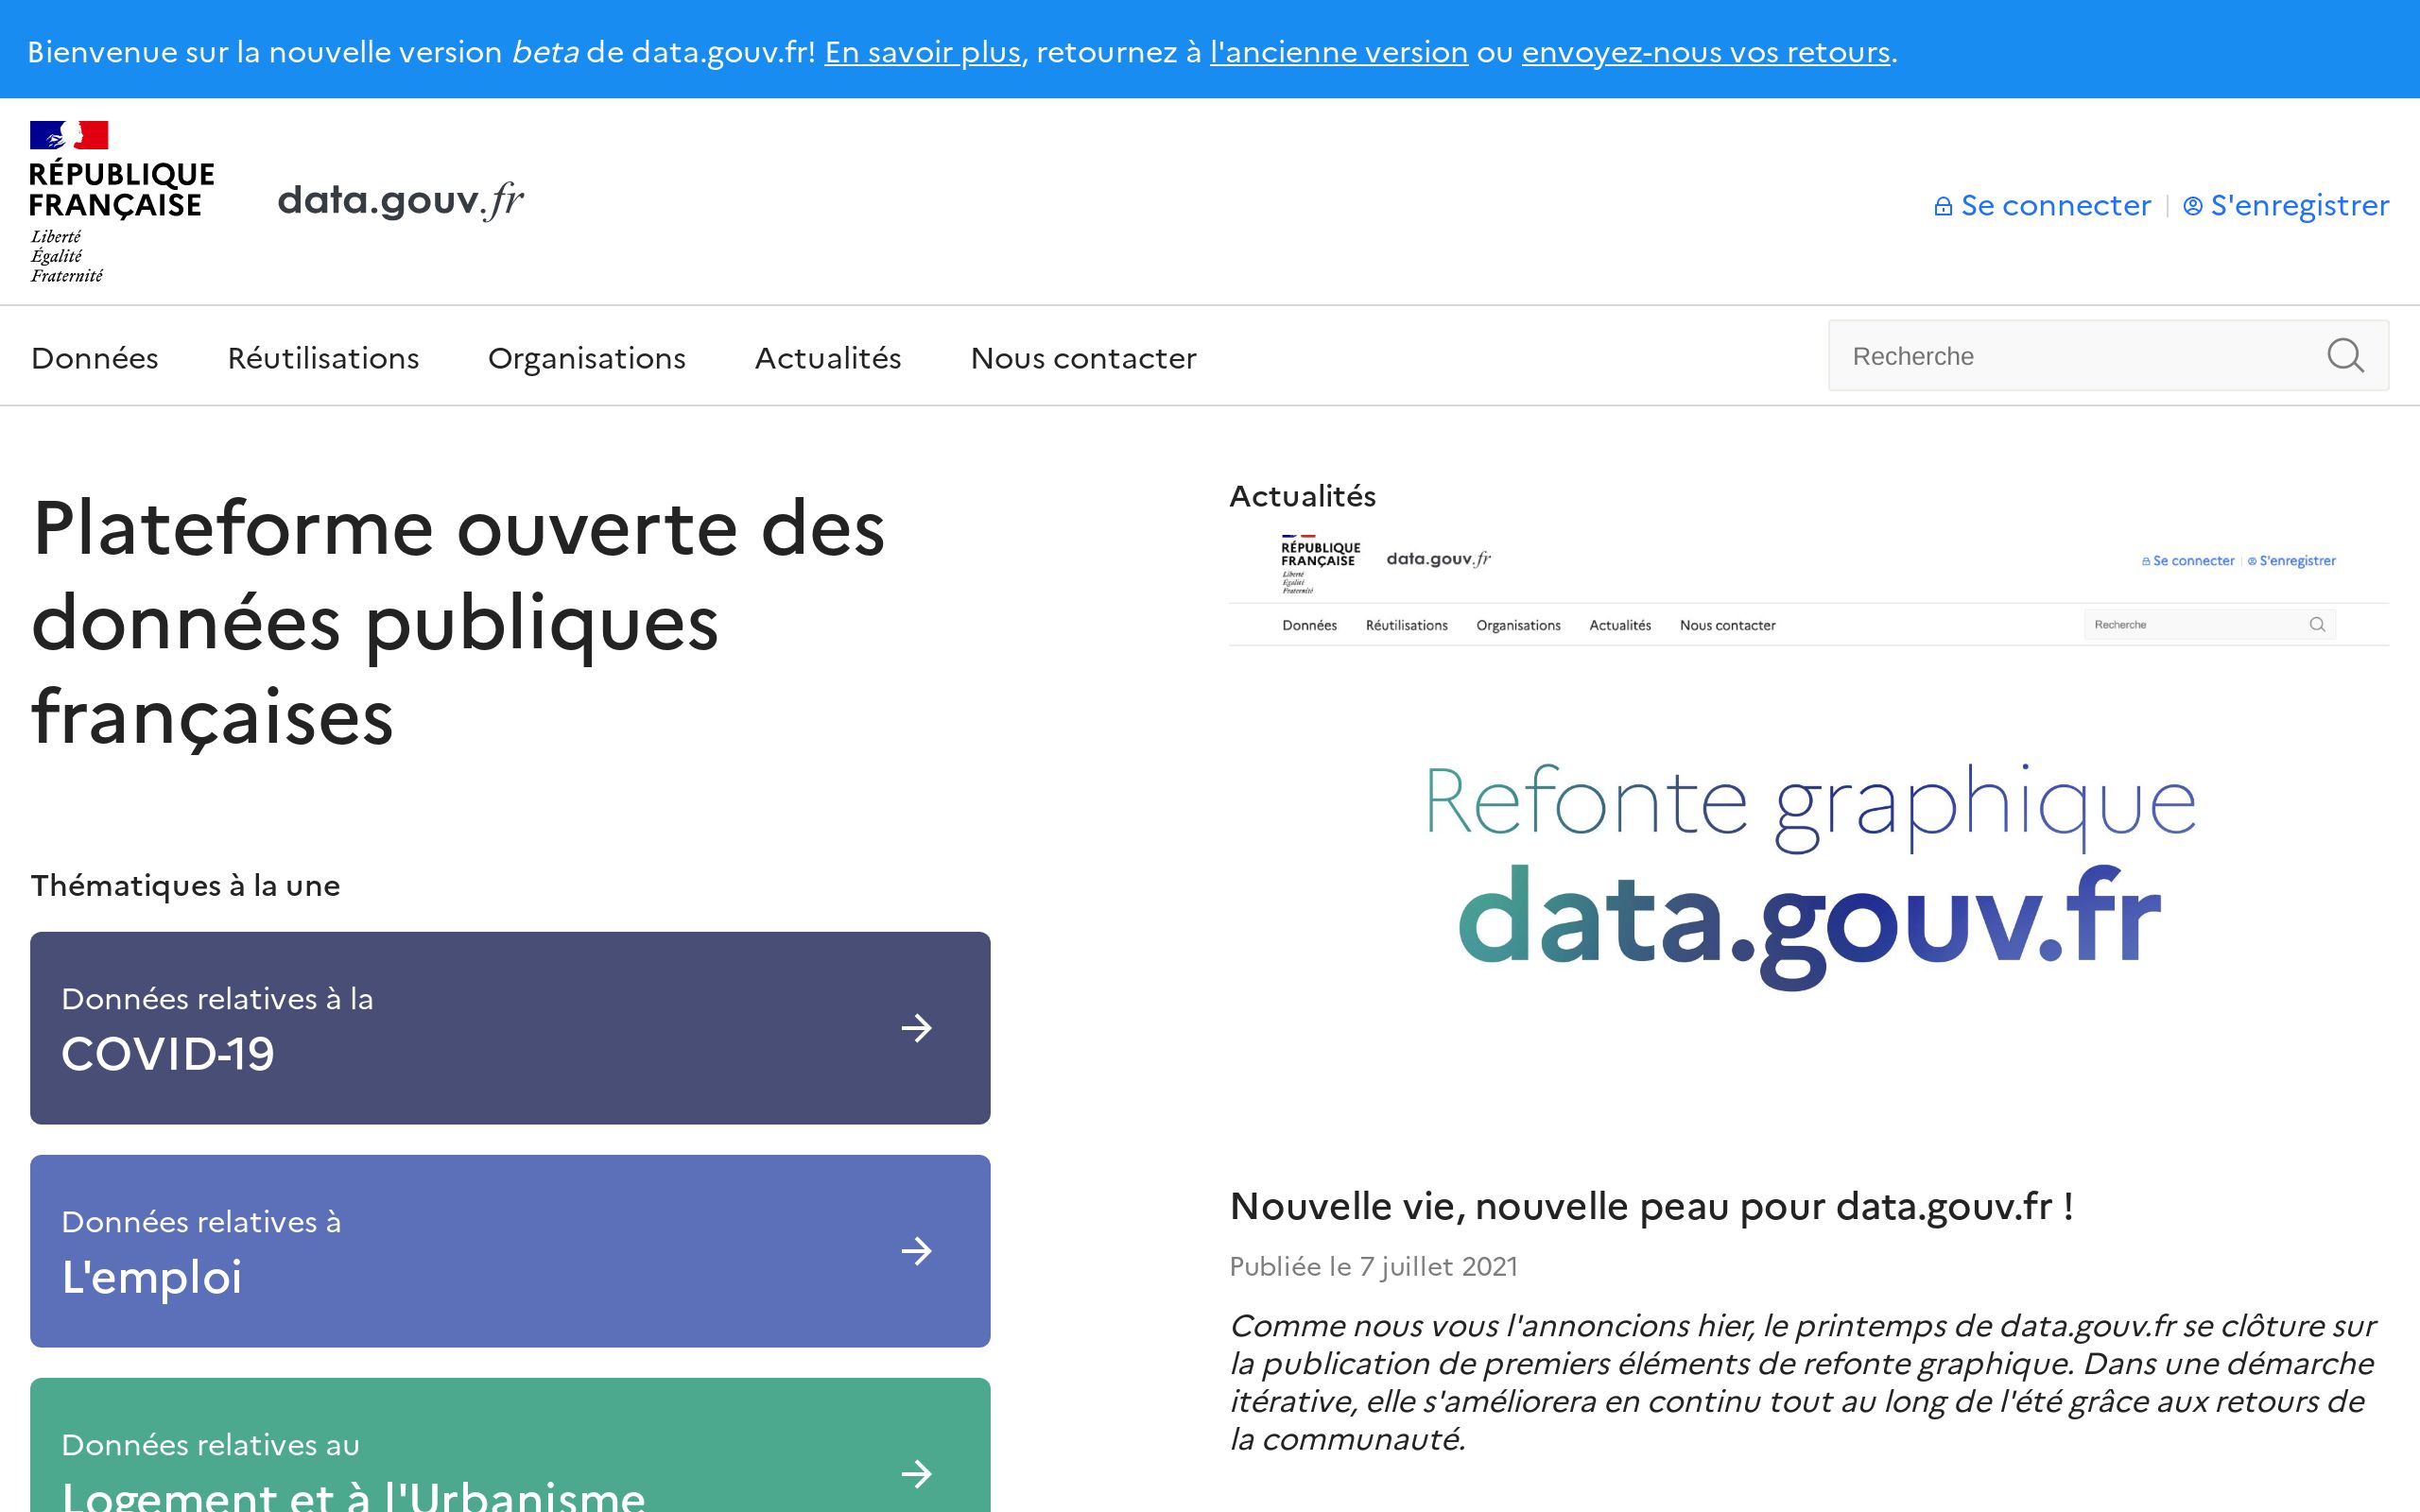 Bienvenue sur la nouvelle version beta de data.gouv.fr! En savoir plus, retournez à l'ancienne version ou envoyez-nous vos retours.
RÉPUBLIQUE
FRANÇAISE
Liberté
Égalité
Fraternité
data.gouv.fr
Se connecter
S'enregistrer
Données
Réutilisations
Organisations
Actualités
Nous contacter
Recherche
Plateforme ouverte des
données publiques
françaises
Thématiques à la une
Données relatives à la
COVID-19
Données relatives à
L'emploi
Données relatives au
Logement et à l'Urbanisme
Actualités
RÉPUBLIQUE
FRANÇAISE
Liberté
Égalité
Fraternité
data.gouv.fr
Se connecter
S'enregistrer
Données
Réutilisations
Organisations
Actualités
Nous contacter
Recherche
Refonte graphique
data.gouv.fr
Nouvelle vie, nouvelle peau pour data.gouv.fr !
Publiée le 7 juillet 2021
Comme nous vous l'annoncions hier, le printemps de data.gouv.fr se clôture sur
la publication de premiers éléments de refonte graphique. Dans une démarche
itérative, elle s'améliorera en continu tout au long de l'été grâce aux retours de
la communauté.